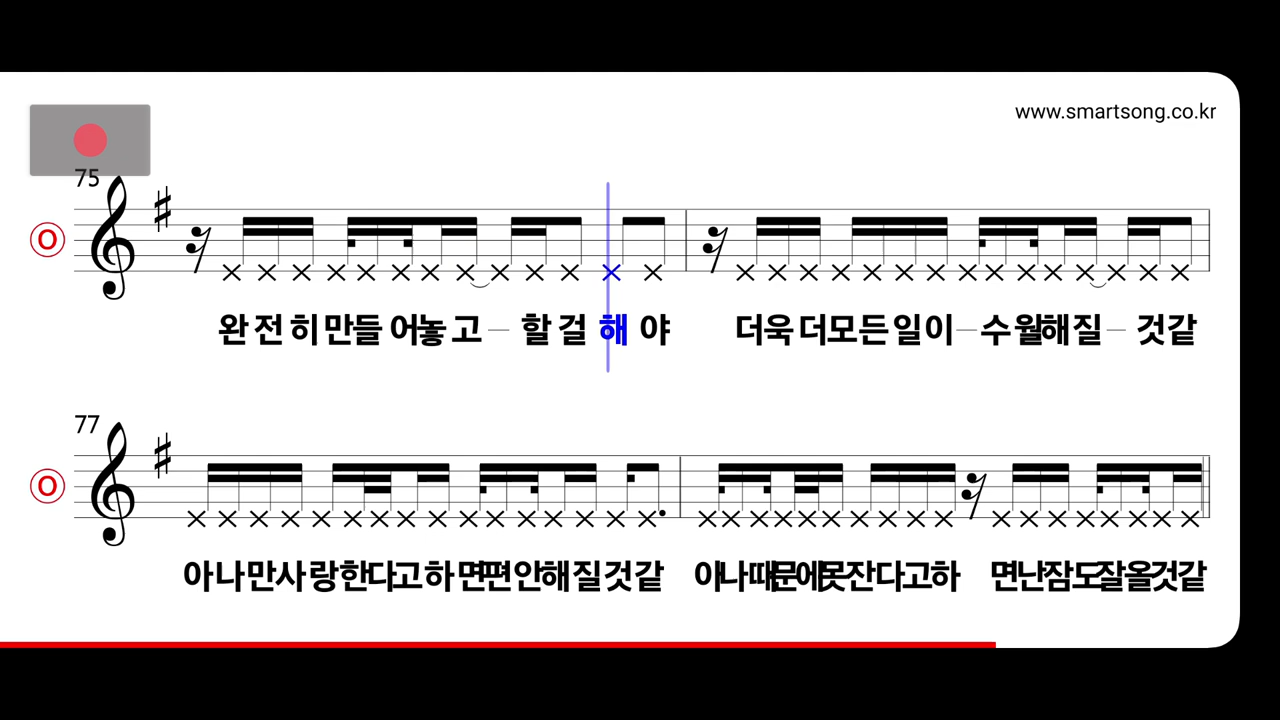 www.smartsong.co.kr
75
O
완전히만들어놓고-할걸해야 더욱더모든일이-수월해질-것같
77
O
아나만사랑한다고하면편안해질것같 아나때문에못잔다고하면난잠도잘올것같